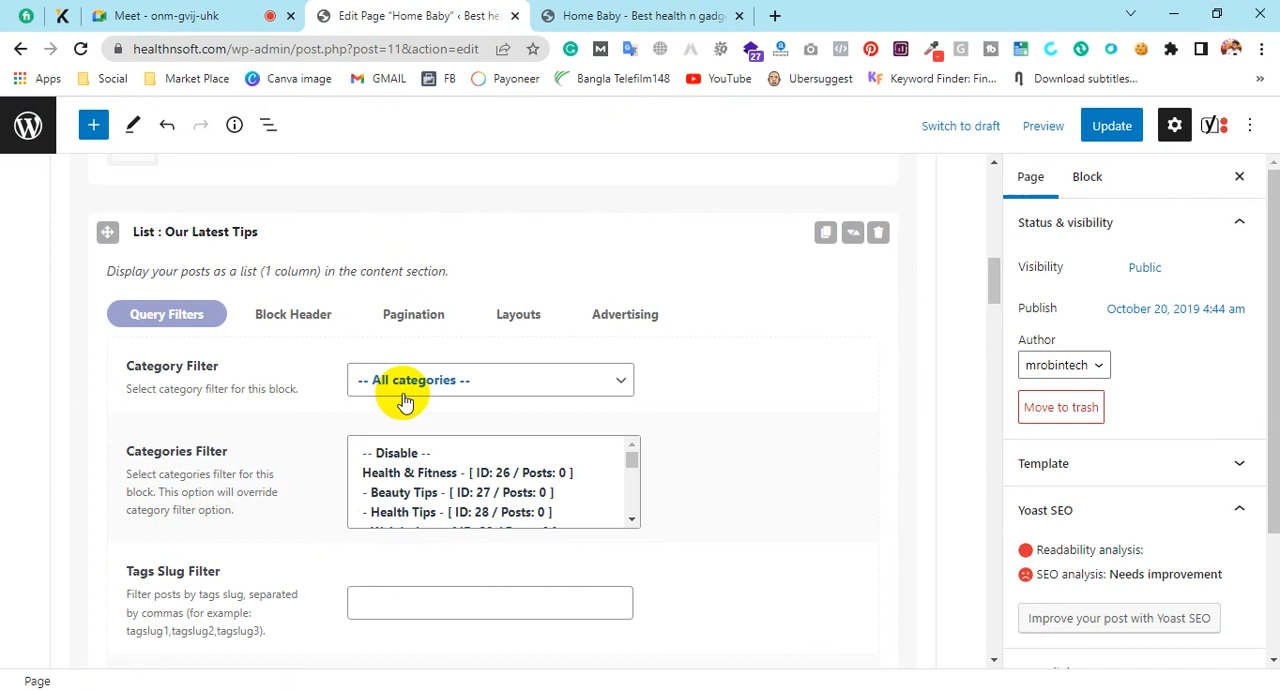 Meet - onm-gvij-uhk
Edit Page "Home Baby" ‹ Best he
Home Baby - Best health n gadg
healthnsoft.com/wp-admin/post.php?post=11&action=edit
27
Apps
Social
Market Place
Canva image
GMAIL
FB
Payoneer
Bangla Telefilm148
YouTube
Ubersuggest
Keyword Finder: Fin...
Download subtitles...
Switch to draft
Preview
Update
Page
Block
List : Our Latest Tips
Display your posts as a list (1 column) in the content section.
Query Filters
Block Header
Pagination
Layouts
Advertising
Category Filter
Select category filter for this block.
-- All categories --
Categories Filter
Select categories filter for this
block. This option will override
category filter option.
-- Disable --
Health & Fitness - [ ID: 26 / Posts: 0 ]
- Beauty Tips - [ ID: 27 / Posts: 0 ]
- Health Tips - [ ID: 28 / Posts: 0 ]
Tags Slug Filter
Filter posts by tags slug, separated
by commas (for example:
tagslug1,tagslug2,tagslug3).
Status & visibility
Visibility
Public
Publish
October 20, 2019 4:44 am
Author
mrobintech
Move to trash
Template
Yoast SEO
Readability analysis:
SEO analysis: Needs improvement
Improve your post with Yoast SEO
Page